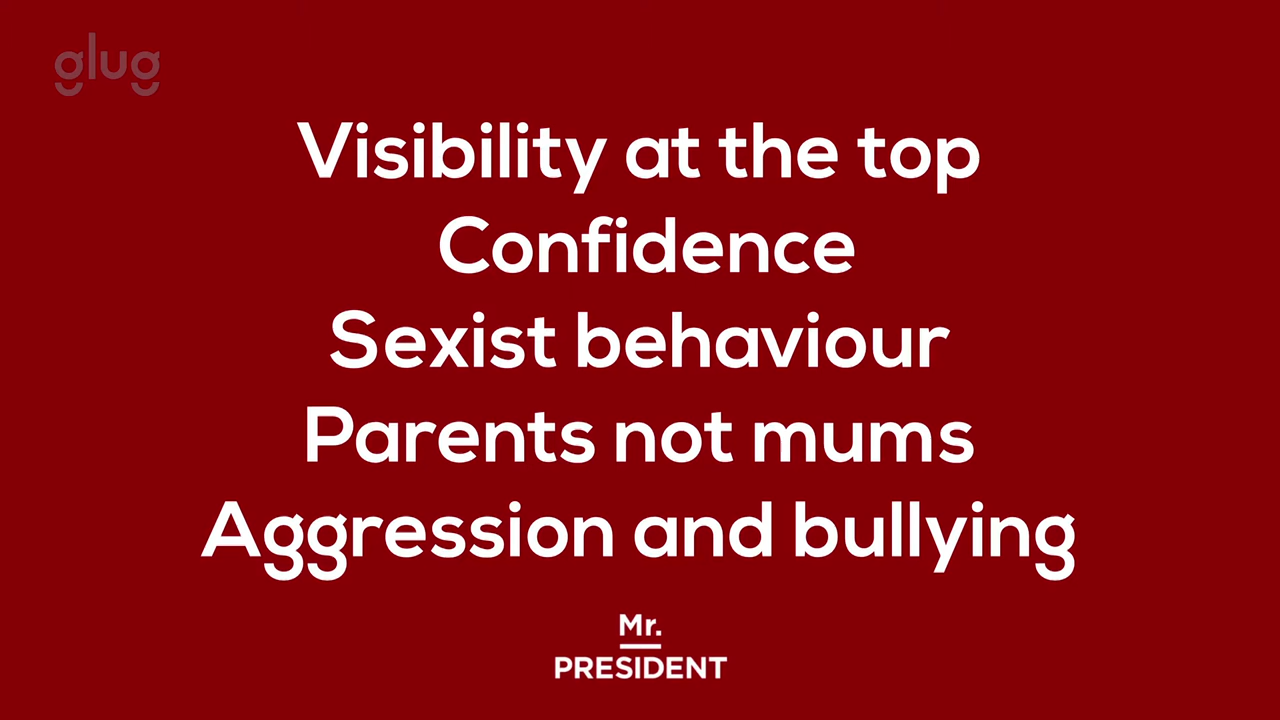 glug
Visibility at the top
Confidence
Sexist behaviour
Parents not mums
Aggression and bullying
Mr.
PRESIDENT